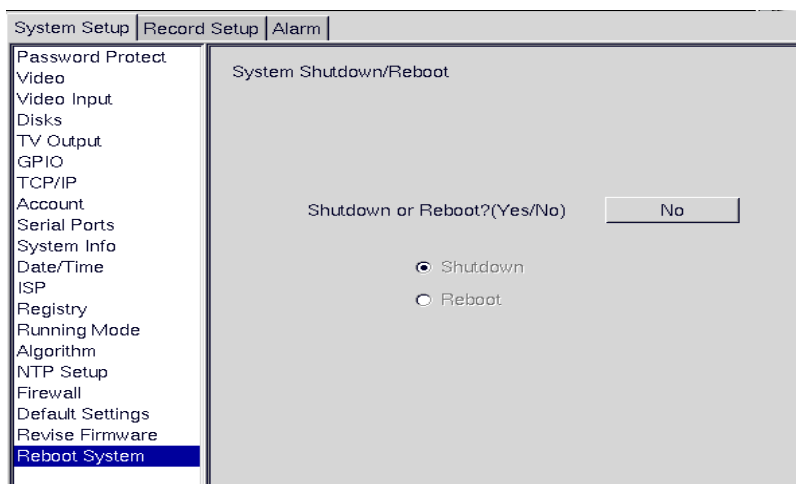 System Setup Record Setup Alarm
Password Protect
Video
Video Input
Disks
TV Output
GPIO
TCP/IP
Account
Serial Ports
System Info
Date/Time
ISP
Registry
Running Mode
Algorithm
NTP Setup
Firewall
Default Settings
Revise Firmware
Reboot System
System Shutdown/Reboot
Shutdown or Reboot?(Yes/No) No
Shutdown
Reboot